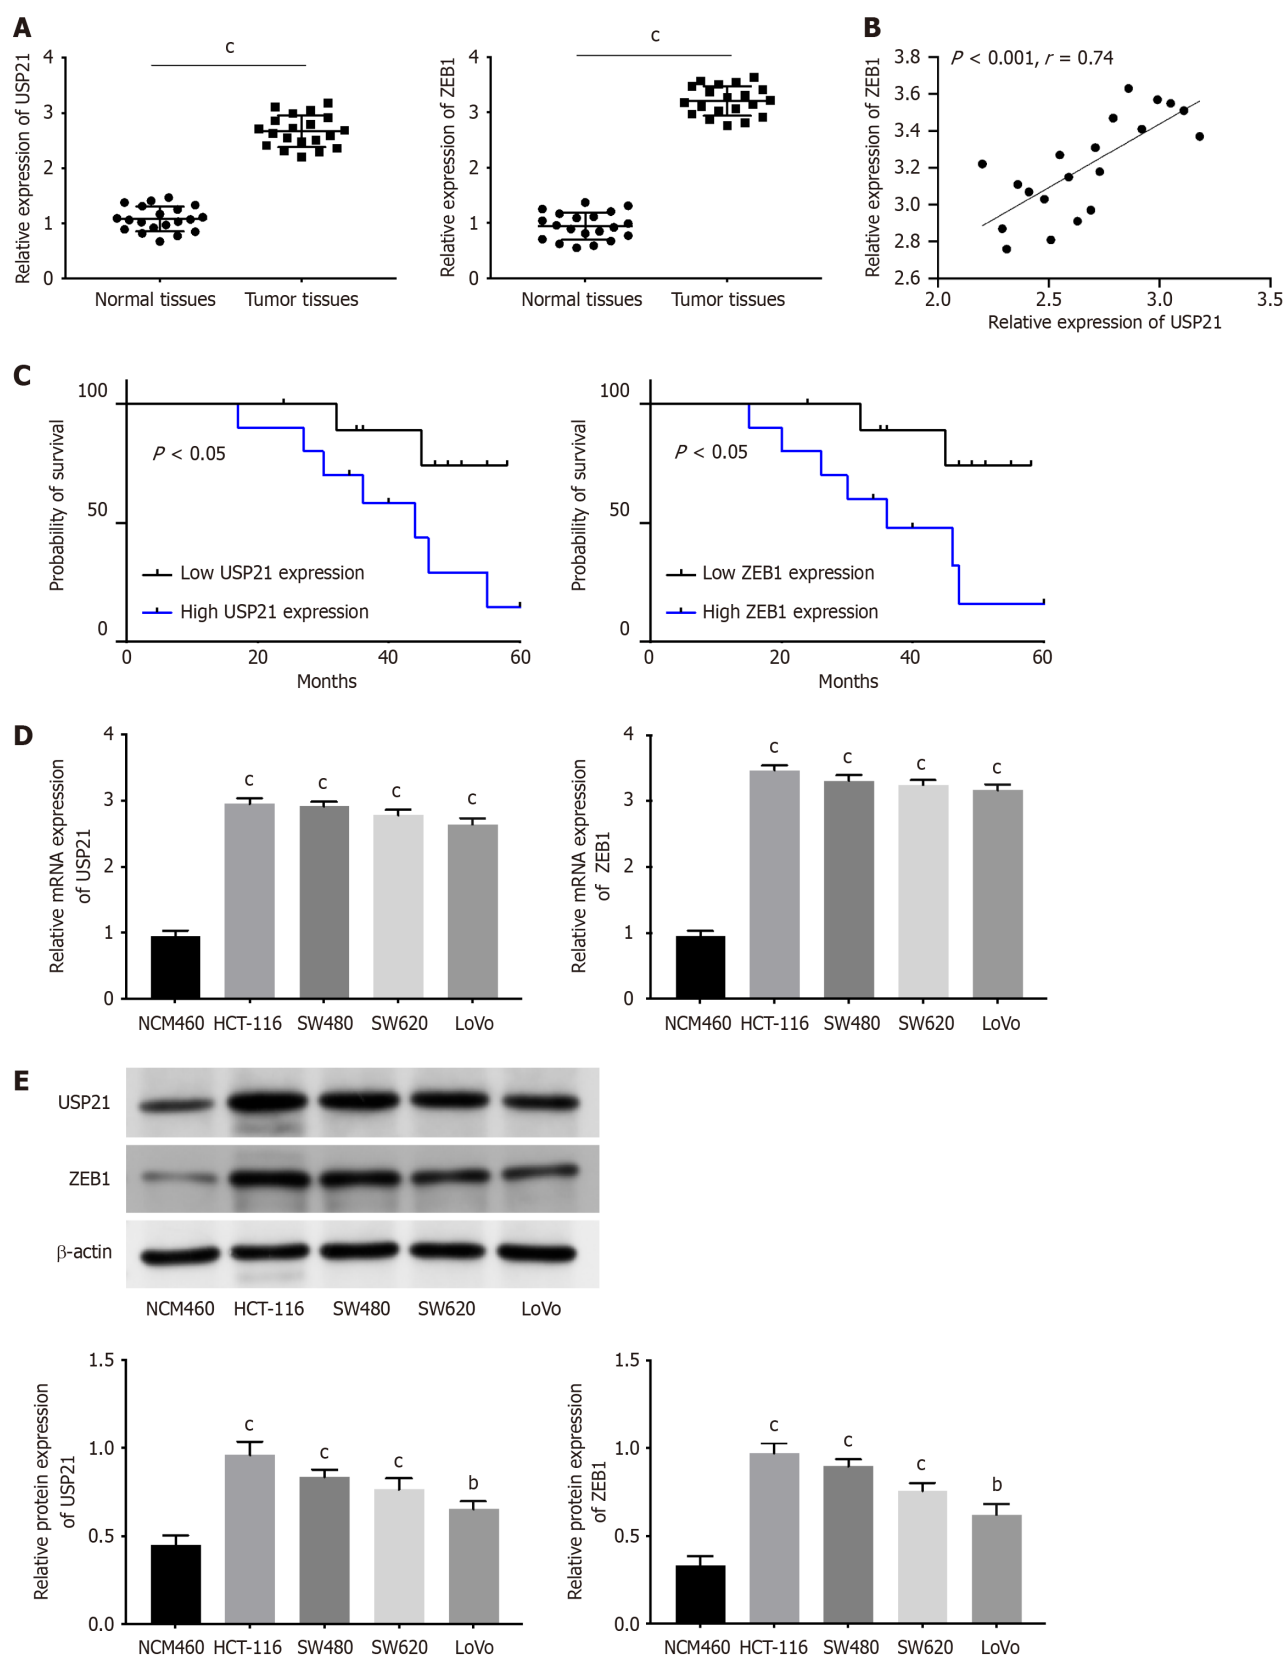 A
c
Relative expression of USP21
4
3
2
1
0
Normal tissues
Tumor tissues
c
Relative expression of ZEB1
4
3
2
1
0
Normal tissues
Tumor tissues
B
P < 0.001, r = 0.74
Relative expression of ZEB1
3.8
3.6
3.4
3.2
3.0
2.8
2.6
2.0
2.5
3.0
3.5
Relative expression of USP21
C
Probability of survival
100
50
0
P < 0.05
Low USP21 expression
High USP21 expression
0
20
40
60
Months
Probability of survival
100
50
0
P < 0.05
Low ZEB1 expression
High ZEB1 expression
0
20
40
60
Months
D
Relative mRNA expression
of USP21
4
3
2
1
0
c
c
c
c
NCM460
HCT-116
SW480
SW620
LoVo
Relative mRNA expression
of ZEB1
4
3
2
1
0
c
c
c
c
NCM460
HCT-116
SW480
SW620
LoVo
E
USP21
ZEB1
β-actin
NCM460
HCT-116
SW480
SW620
LoVo
Relative protein expression
of USP21
1.5
1.0
0.5
0.0
c
c
c
b
NCM460
HCT-116
SW480
SW620
LoVo
Relative protein expression
of ZEB1
1.5
1.0
0.5
0.0
c
c
c
b
NCM460
HCT-116
SW480
SW620
LoVo